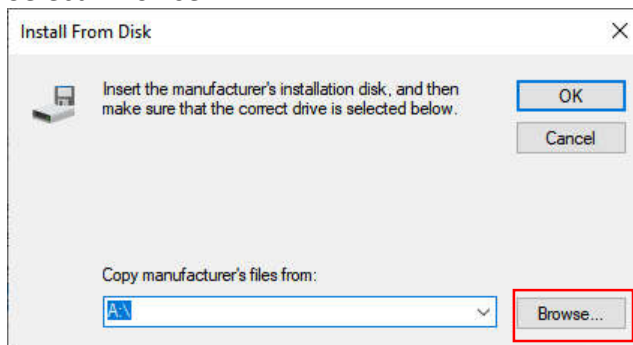 Install From Disk
Insert the manufacturer's installation disk, and then
make sure that the correct drive is selected below.
OK
Cancel
Copy manufacturer's files from:
A:\
Browse...